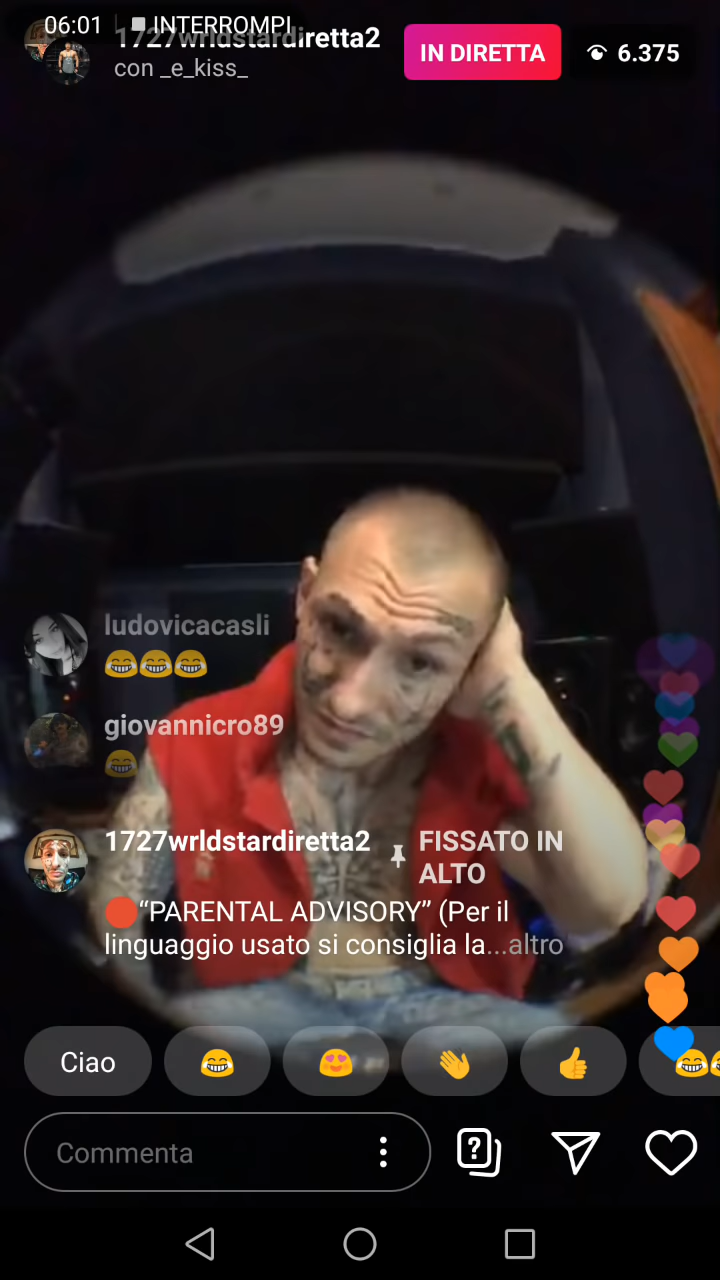 06:01 INTERROMPI
1727wrldstardiretta2
con _e_kiss_
IN DIRETTA
6.375
ludovicacasli
😂😂😂
giovannicro89
😂
1727wrldstardiretta2
FISSATO IN
ALTO
🔴“PARENTAL ADVISORY” (Per il
linguaggio usato si consiglia la...altro
Ciao
Commenta